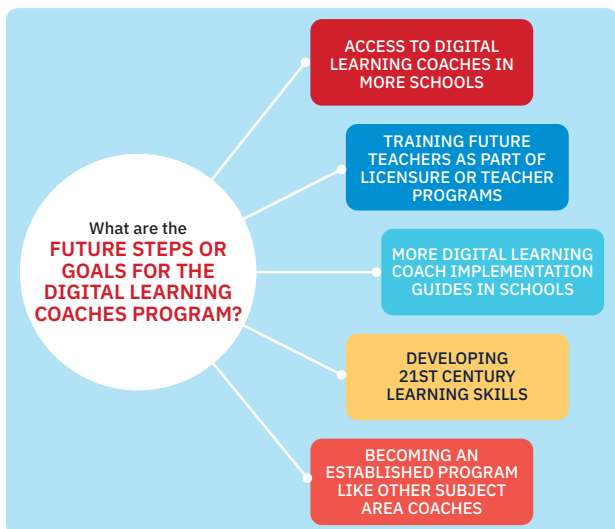 What are the
FUTURE STEPS OR
GOALS FOR THE
DIGITAL LEARNING
COACHES PROGRAM?
ACCESS TO DIGITAL
LEARNING COACHES IN
MORE SCHOOLS
TRAINING FUTURE
TEACHERS AS PART OF
LICENSURE OR TEACHER
PROGRAMS
MORE DIGITAL LEARNING
COACH IMPLEMENTATION
GUIDES IN SCHOOLS
DEVELOPING
21ST CENTURY
LEARNING SKILLS
BECOMING AN
ESTABLISHED PROGRAM
LIKE OTHER SUBJECT
AREA COACHES